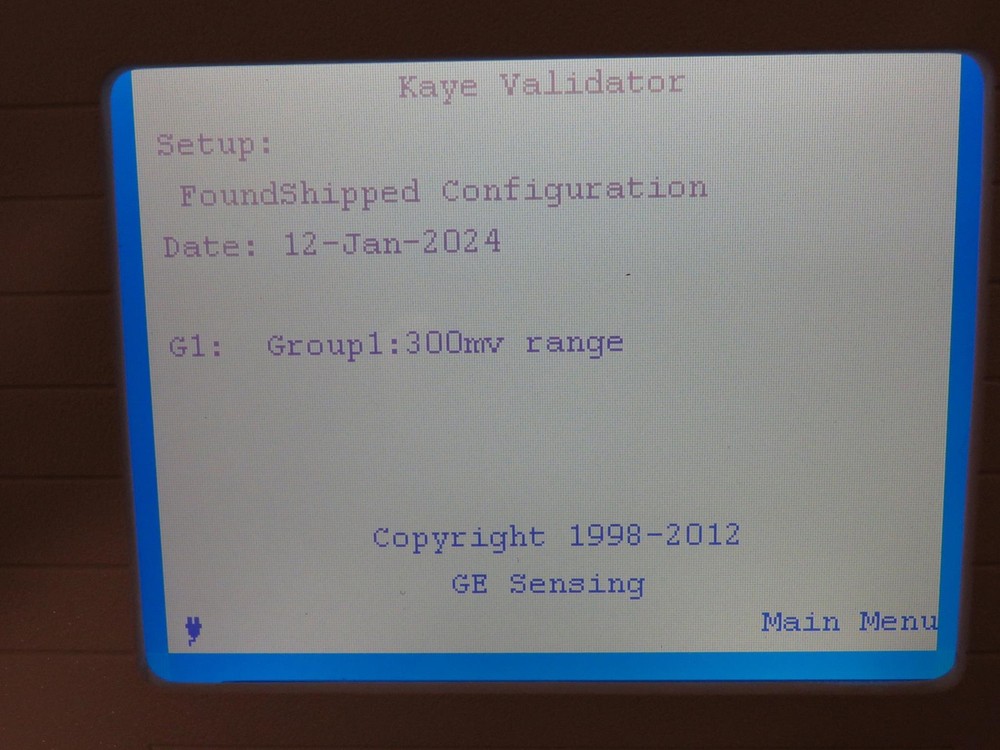 Kaye Validator
Setup:
FoundShipped Configuration
Date: 12-Jan-2024
G1: Group1:300mv range
Copyright 1998-2012
GE Sensing
Main Menu